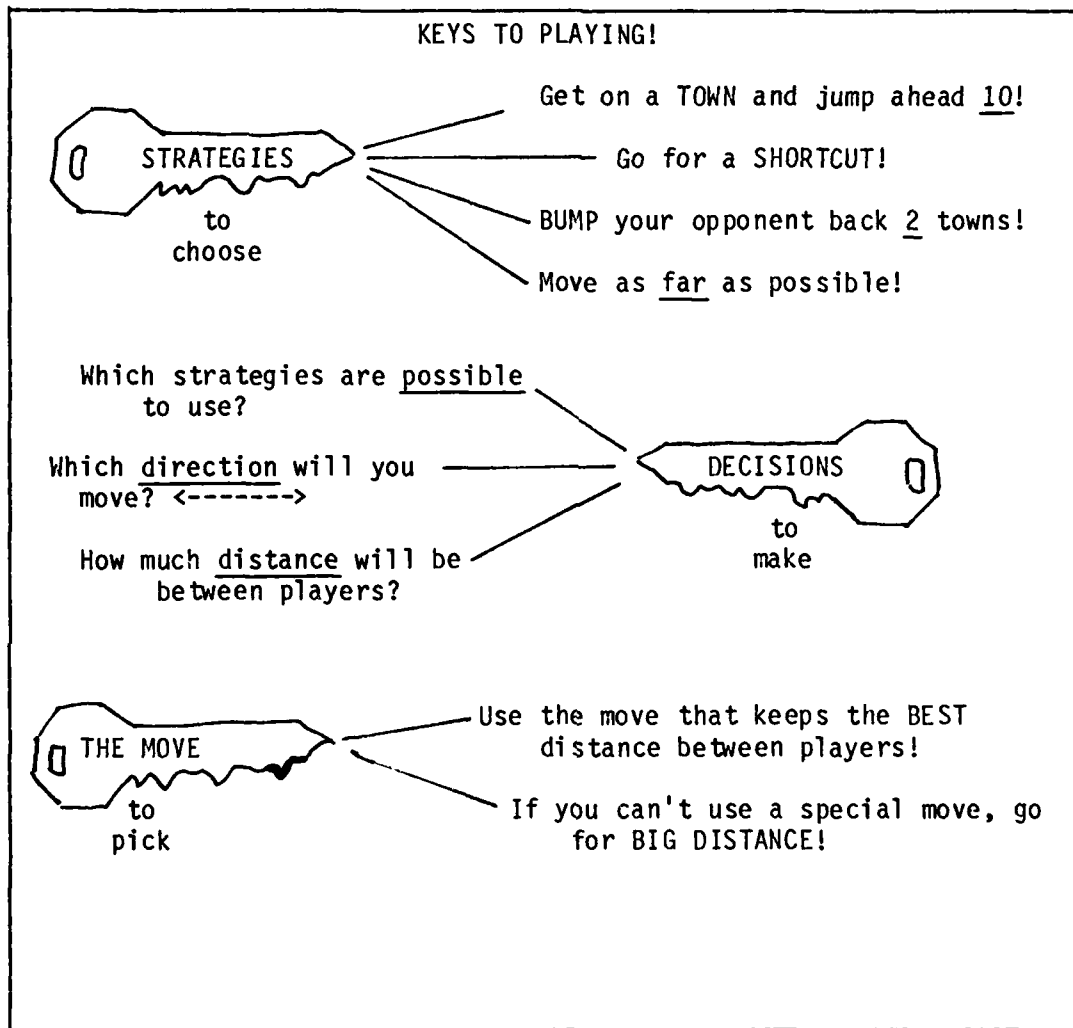 KEYS TO PLAYING!
Get on a TOWN and jump ahead 10!
STRATEGIES
Go for a SHORTCUT!
to
choose
BUMP your opponent back 2 towns!
Move as far as possible!
Which strategies are possible
to use?
Which direction will you
move? <------->
How much distance will be
between players?
DECISIONS
to
make
THE MOVE
to
pick
Use the move that keeps the BEST
distance between players!
If you can't use a special move, go
for BIG DISTANCE!